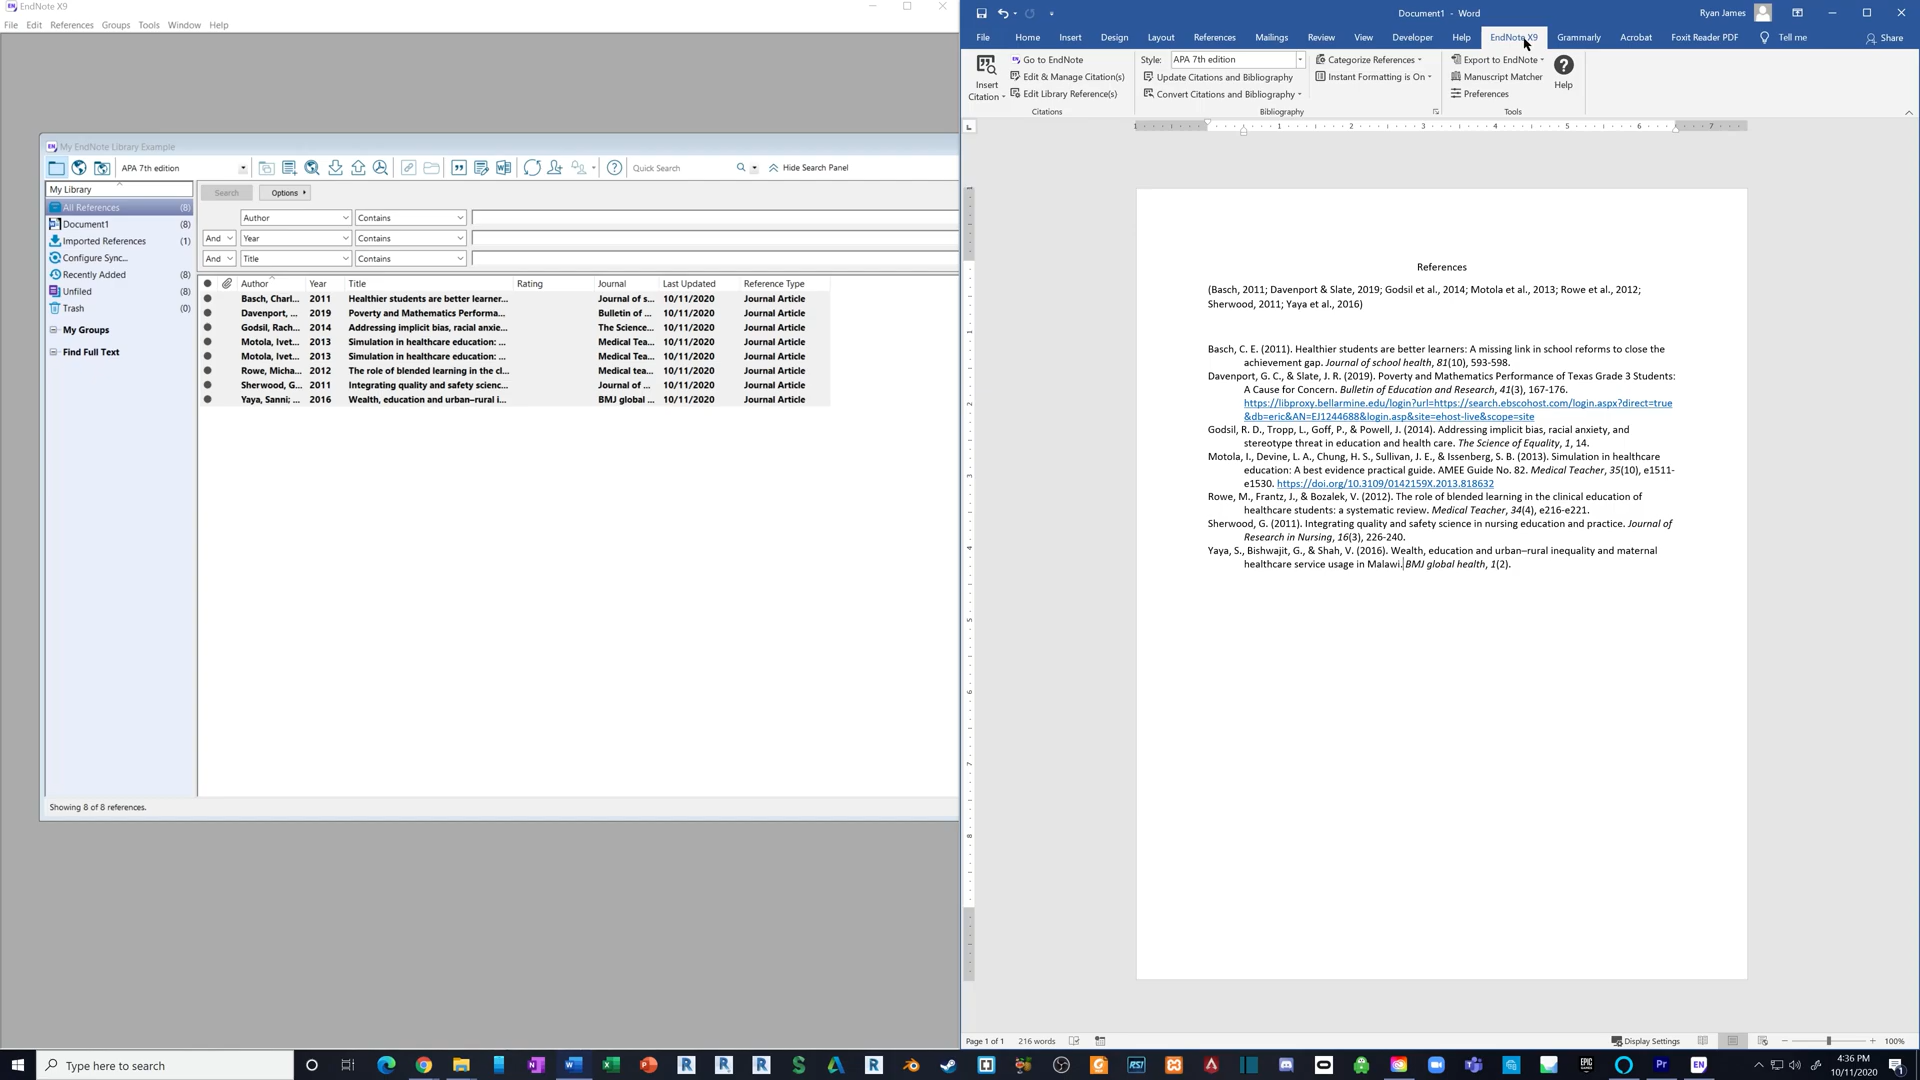 EndNote X9
File Edit References Groups Tools Window Help
My EndNote Library Example
APA 7th edition
Quick Search
Hide Search Panel
My Library
All References (8)
Document1 (8)
Imported References (1)
Configure Sync...
Recently Added (8)
Unfiled (8)
Trash (0)
My Groups
Find Full Text
Search Options
Author Contains
And Year Contains
And Title Contains
Author Year Title Rating Journal Last Updated Reference Type
Basch, Charl... 2011 Healthier students are better learner... Journal of s... 10/11/2020 Journal Article
Davenport, ... 2019 Poverty and Mathematics Performa... Bulletin of ... 10/11/2020 Journal Article
Godsil, Rach... 2014 Addressing implicit bias, racial anxie... The Science... 10/11/2020 Journal Article
Motola, Ivet... 2013 Simulation in healthcare education: ... Medical Tea... 10/11/2020 Journal Article
Motola, Ivet... 2013 Simulation in healthcare education: ... Medical Tea... 10/11/2020 Journal Article
Rowe, Micha... 2012 The role of blended learning in the cl... Medical tea... 10/11/2020 Journal Article
Sherwood, G... 2011 Integrating quality and safety scienc... Journal of ... 10/11/2020 Journal Article
Yaya, Sanni; ... 2016 Wealth, education and urban–rural i... BMJ global ... 10/11/2020 Journal Article
Showing 8 of 8 references.
Document1 - Word
Ryan James
File Home Insert Design Layout References Mailings Review View Developer Help EndNote X9 Grammarly Acrobat Foxit Reader PDF Tell me Share
Insert Citation
Go to EndNote
Edit & Manage Citation(s)
Edit Library Reference(s)
Citations
Style: APA 7th edition
Update Citations and Bibliography
Convert Citations and Bibliography
Categorize References
Instant Formatting is On
Bibliography
Export to EndNote
Manuscript Matcher
Preferences
Help
Tools
1 1 2 3 4 5 6 7
References
(Basch, 2011; Davenport & Slate, 2019; Godsil et al., 2014; Motola et al., 2013; Rowe et al., 2012;
Sherwood, 2011; Yaya et al., 2016)
Basch, C. E. (2011). Healthier students are better learners: A missing link in school reforms to close the
achievement gap. Journal of school health, 81(10), 593-598.
Davenport, G. C., & Slate, J. R. (2019). Poverty and Mathematics Performance of Texas Grade 3 Students:
A Cause for Concern. Bulletin of Education and Research, 41(3), 167-176.
https://libproxy.bellarmine.edu/login?url=https://search.ebscohost.com/login.aspx?direct=true
&db=eric&AN=EJ1244688&login.asp&site=ehost-live&scope=site
Godsil, R. D., Tropp, L., Goff, P., & Powell, J. (2014). Addressing implicit bias, racial anxiety, and
stereotype threat in education and health care. The Science of Equality, 1, 14.
Motola, I., Devine, L. A., Chung, H. S., Sullivan, J. E., & Issenberg, S. B. (2013). Simulation in healthcare
education: A best evidence practical guide. AMEE Guide No. 82. Medical Teacher, 35(10), e1511-
e1530. https://doi.org/10.3109/0142159X.2013.818632
Rowe, M., Frantz, J., & Bozalek, V. (2012). The role of blended learning in the clinical education of
healthcare students: a systematic review. Medical Teacher, 34(4), e216-e221.
Sherwood, G. (2011). Integrating quality and safety science in nursing education and practice. Journal of
Research in Nursing, 16(3), 226-240.
Yaya, S., Bishwajit, G., & Shah, V. (2016). Wealth, education and urban–rural inequality and maternal
healthcare service usage in Malawi. BMJ global health, 1(2).
Page 1 of 1 216 words
Display Settings
100%
Type here to search
4:36 PM
10/11/2020